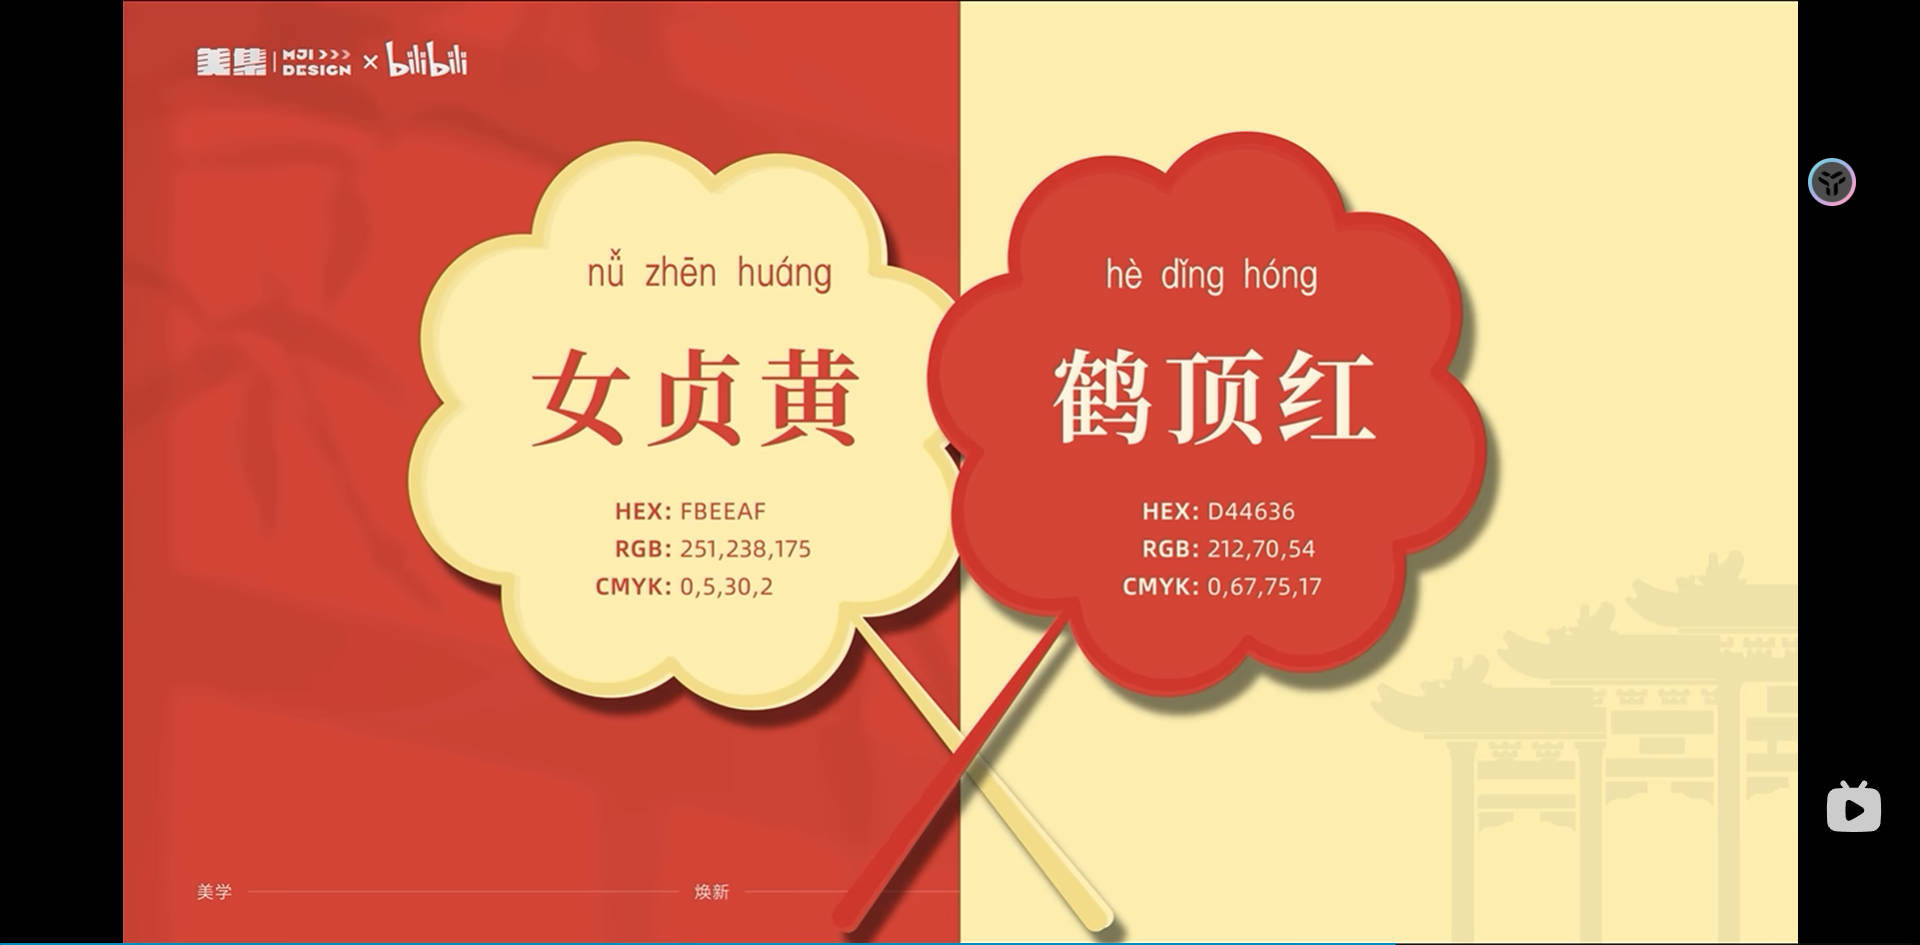 美集 MJI >>> DESIGN × bilibili
nǚ zhēn huáng
女贞黄
HEX: FBEEAF
RGB: 251,238,175
CMYK: 0,5,30,2
hè dǐng hóng
鹤顶红
HEX: D44636
RGB: 212,70,54
CMYK: 0,67,75,17
美学 焕新